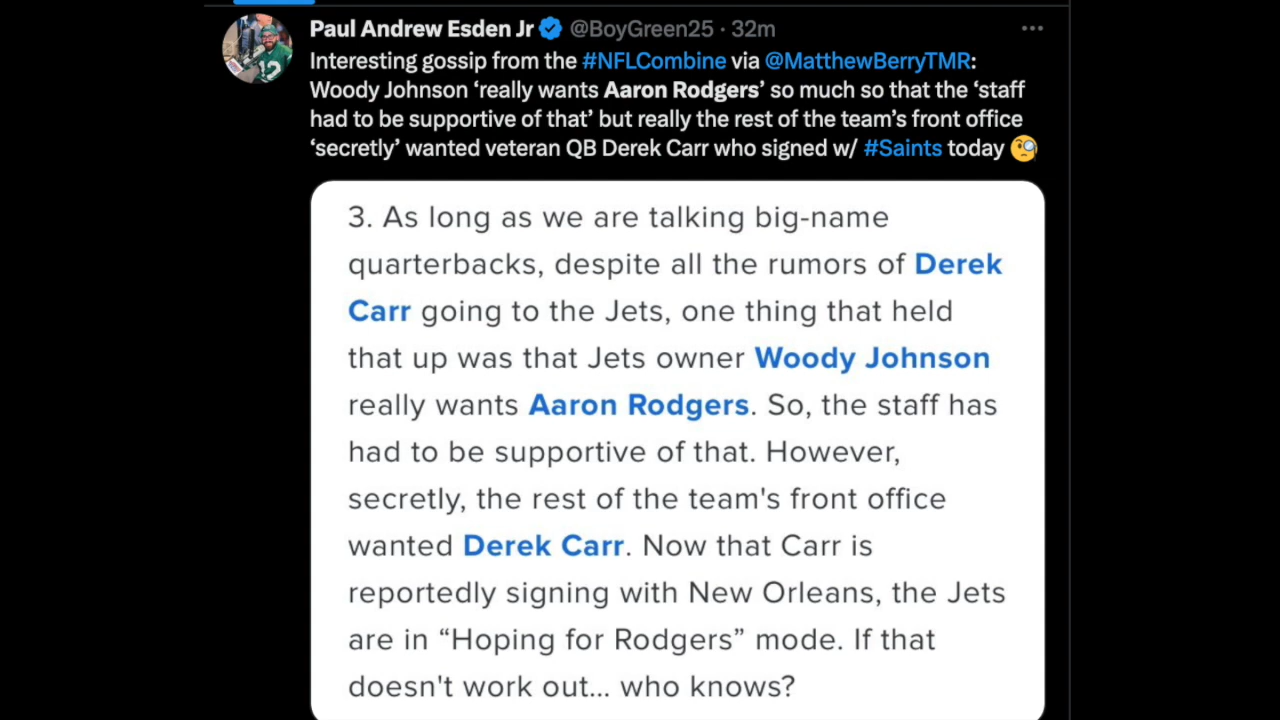 Paul Andrew Esden Jr @BoyGreen25 · 32m
Interesting gossip from the #NFLCombine via @MatthewBerryTMR:
Woody Johnson ‘really wants Aaron Rodgers’ so much so that the ‘staff
had to be supportive of that’ but really the rest of the team’s front office
‘secretly’ wanted veteran QB Derek Carr who signed w/ #Saints today 🧐
3. As long as we are talking big-name
quarterbacks, despite all the rumors of Derek
Carr going to the Jets, one thing that held
that up was that Jets owner Woody Johnson
really wants Aaron Rodgers. So, the staff has
had to be supportive of that. However,
secretly, the rest of the team's front office
wanted Derek Carr. Now that Carr is
reportedly signing with New Orleans, the Jets
are in “Hoping for Rodgers” mode. If that
doesn't work out... who knows?